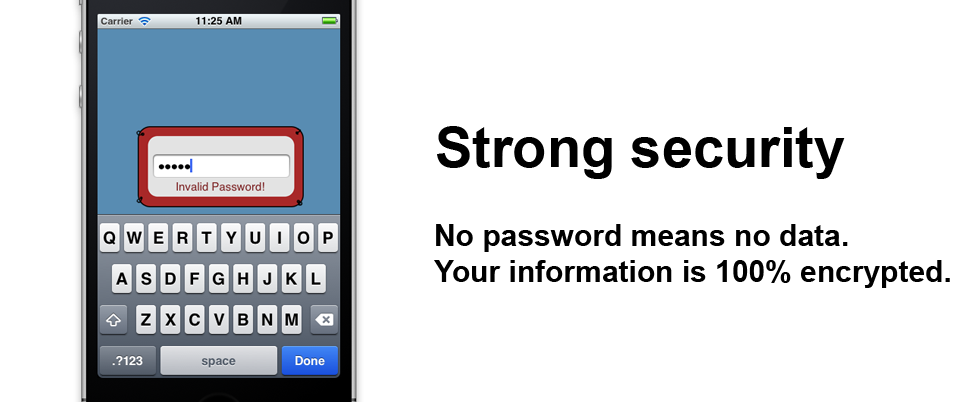 Carrier 11:25 AM
•••••
Invalid Password!
Q W E R T Y U I O P
A S D F G H J K L
Z X C V B N M
.?123 space Done
Strong security
No password means no data.
Your information is 100% encrypted.